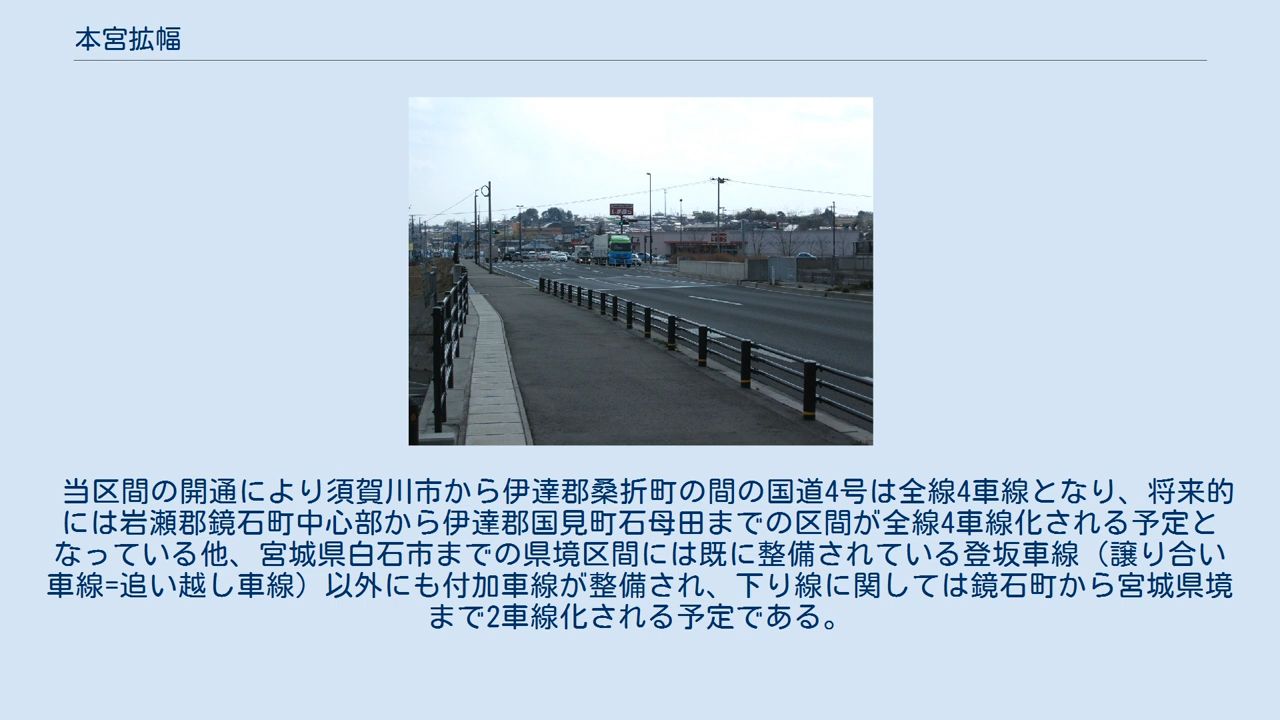 本宮拡幅
当区間の開通により須賀川市から伊達郡桑折町の間の国道4号は全線4車線となり、将来的
には岩瀬郡鏡石町中心部から伊達郡国見町石母田までの区間が全線4車線化される予定と
なっている他、宮城県白石市までの県境区間には既に整備されている登坂車線（譲り合い
車線=追い越し車線）以外にも付加車線が整備され、下り線に関しては鏡石町から宮城県境
まで2車線化される予定である。